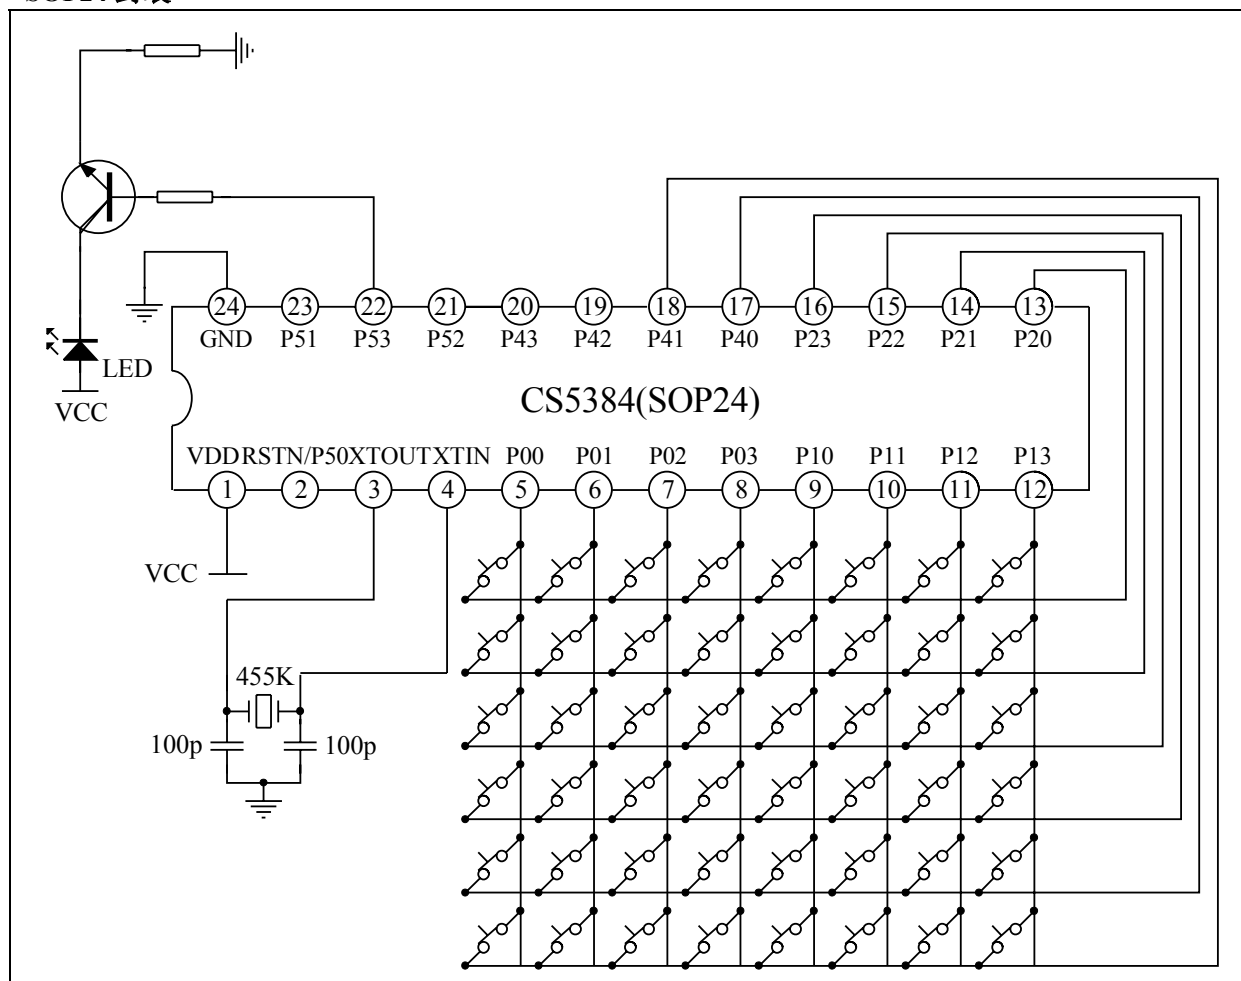 24 23 22 21 20 19 18 17 16 15 14 13
GND P51 P53 P52 P43 P42 P41 P40 P23 P22 P21 P20
LED
VCC
CS5384(SOP24)
VDD RSTN/P50 XTOUT XTIN P00 P01 P02 P03 P10 P11 P12 P13
1 2 3 4 5 6 7 8 9 10 11 12
VCC
455K
100p 100p